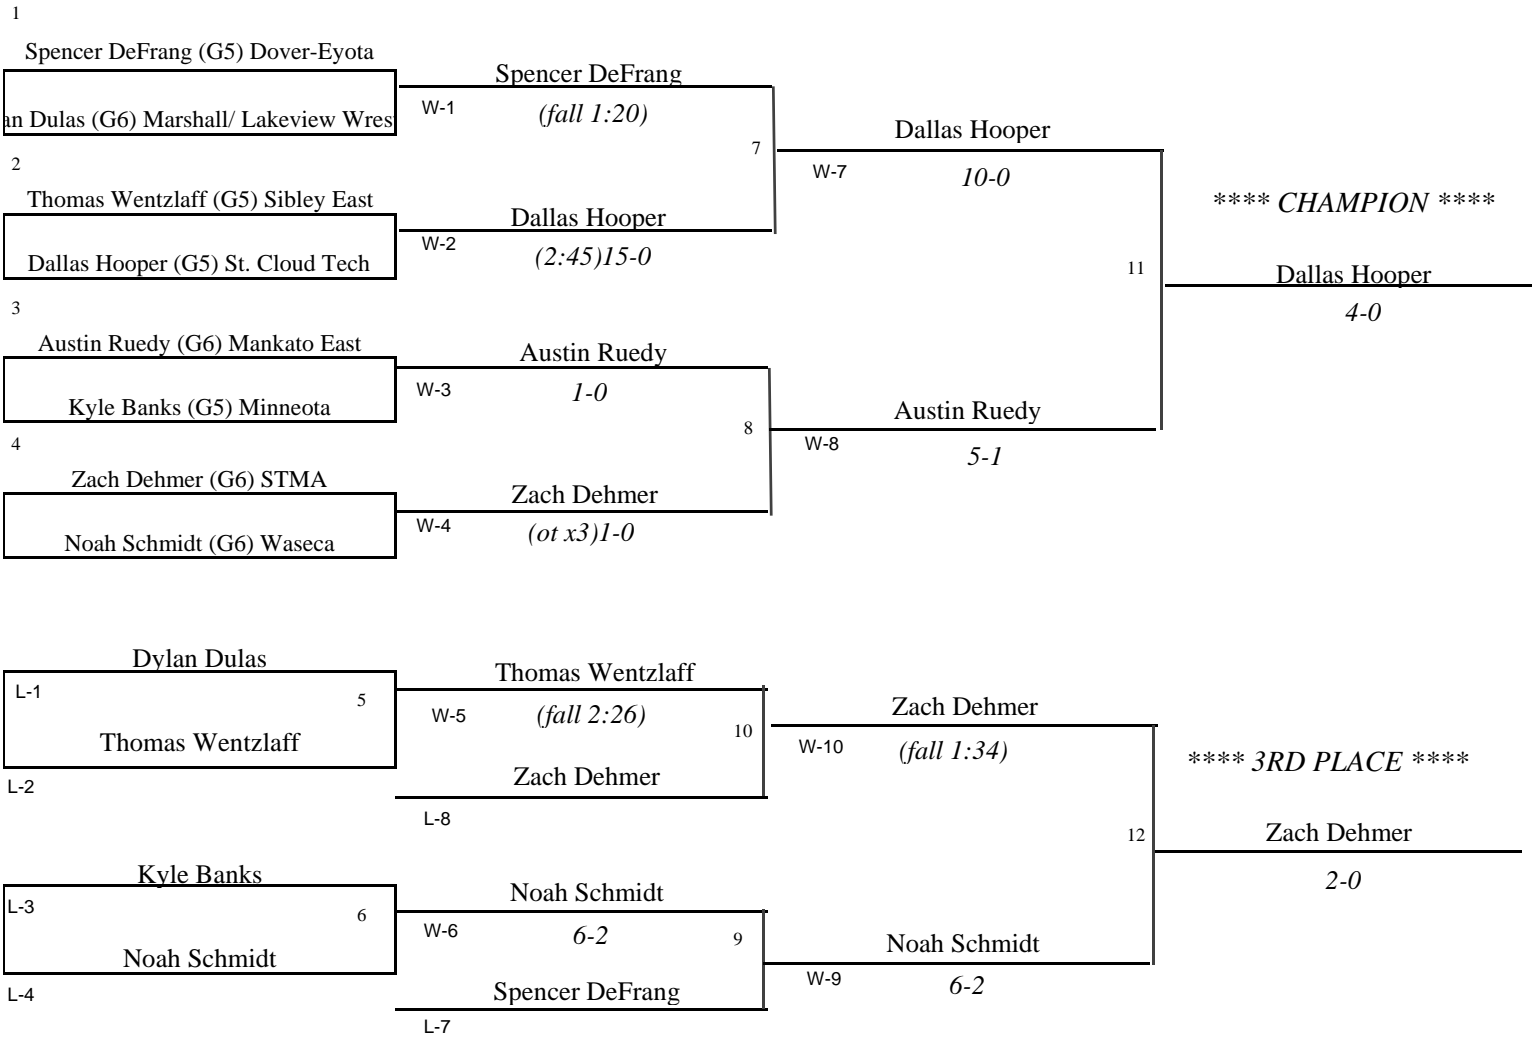 1
Spencer DeFrang (G5) Dover-Eyota
an Dulas (G6) Marshall/ Lakeview Wres
W-1
Spencer DeFrang
(fall 1:20)
2
Thomas Wentzlaff (G5) Sibley East
Dallas Hooper (G5) St. Cloud Tech
W-2
Dallas Hooper
(2:45)15-0
7
W-7
Dallas Hooper
10-0
3
Austin Ruedy (G6) Mankato East
Kyle Banks (G5) Minneota
W-3
Austin Ruedy
1-0
4
Zach Dehmer (G6) STMA
Noah Schmidt (G6) Waseca
W-4
Zach Dehmer
(ot x3)1-0
8
W-8
Austin Ruedy
5-1
11
**** CHAMPION ****
Dallas Hooper
4-0
Dylan Dulas
L-1
5
Thomas Wentzlaff
L-2
Thomas Wentzlaff
W-5
(fall 2:26)
Zach Dehmer
L-8
10
Zach Dehmer
W-10
(fall 1:34)
Kyle Banks
L-3
6
Noah Schmidt
L-4
Noah Schmidt
W-6
6-2
Spencer DeFrang
L-7
9
Noah Schmidt
W-9
6-2
12
**** 3RD PLACE ****
Zach Dehmer
2-0